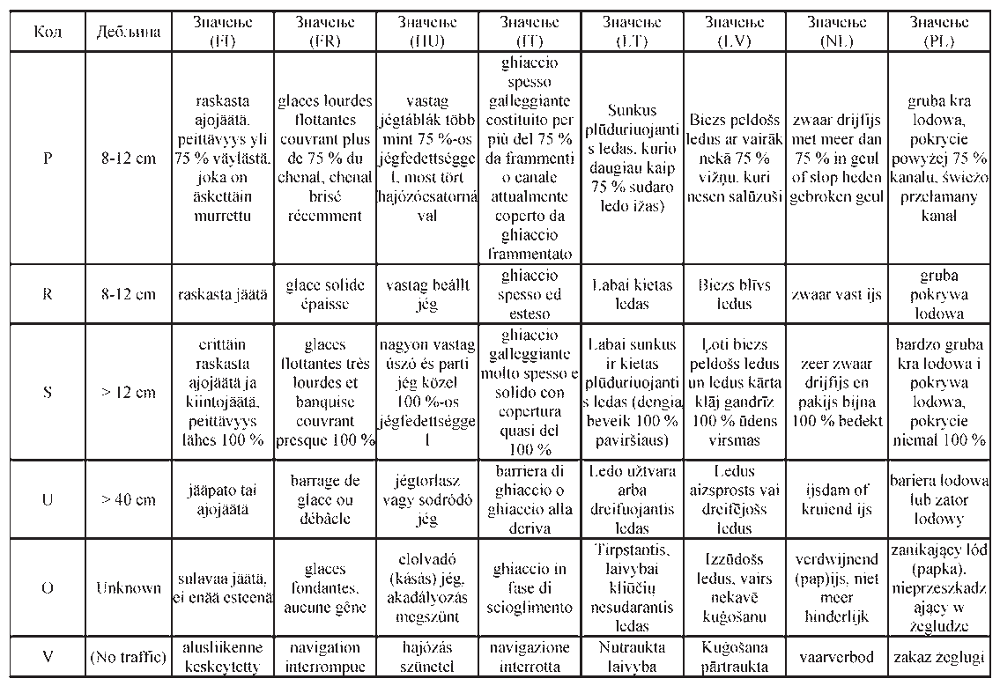 Код
Дебљина
Значење
(FI)
Значење
(FR)
Значење
(HU)
Значење
(IT)
Значење
(LT)
Значење
(LV)
Значење
(NL)
Значење
(PL)
P
8-12 cm
raskasta
ajojäätä,
peittävyys yli
75 % väylästä,
joka on
äskettäin
murrettu
glaces lourdes
flottantes
couvrant plus
de 75 % du
chenal, chenal
brisé
récemment
vastag
jégtáblák több
mint 75 %-os
jégfedettségge
l, most tört
hajózócsatorná
val
ghiaccio
spesso
galleggiante
costituito per
più del 75 %
da frammenti
o canale
attualmente
coperto da
ghiaccio
frammentato
Sunkus
plūduriuojanti
s ledas, kurio
daugiau kaip
75 % sudaro
ledo ižas)
Biezs peldošs
ledus ar vairāk
nekā 75 %
vižņu, kuri
nesen salūzuši
zwaar drijfijs
met meer dan
75 % in geul
of slop heden
gebroken geul
gruba kra
lodowa,
pokrycie
powyżej 75 %
kanału, świeżo
przełamany
kanał
R
8-12 cm
raskasta jäätä
glace solide
épaisse
vastag beállt
jég
ghiaccio
spesso ed
esteso
Labai kietas
ledas
Biezs blīvs
ledus
zwaar vast ijs
gruba
pokrywa
lodowa
S
> 12 cm
erittäin
raskasta
ajojäätä ja
kiintojäätä,
peittävyys
lähes 100 %
glaces
flottantes très
lourdes et
banquise
couvrant
presque 100 %
nagyon vastag
úszó és parti
jég közel
100 %-os
jégfedettségge
l
ghiaccio
galleggiante
molto spesso e
solido con
copertura
quasi del
100 %
Labai sunkus
ir kietas
plūduriuojanti
s ledas (dengia
beveik 100 %
paviršiaus)
Ļoti biezs
peldošs ledus
un ledus kārta
klāj gandrīz
100 % ūdens
virsmas
zeer zwaar
drijfijs en
pakijs bijna
100 % bedekt
bardzo gruba
kra lodowa i
pokrywa
lodowa,
pokrycie
niemal 100 %
U
> 40 cm
jääpato tai
ajojäätä
barrage de
glace ou
débâcle
jégtorlasz
vagy sodródó
jég
barriera di
ghiaccio o
ghiaccio alla
deriva
Ledo užtvara
arba
dreifuojantis
ledas
Ledus
aizsprosts vai
dreifējošs
ledus
ijsdam of
kruiend ijs
bariera lodowa
lub zator
lodowy
O
Unknown
sulavaa jäätä,
ei enää esteenä
glaces
fondantes,
aucune gêne
elolvadó
(kásás) jég,
akadályozás
megszűnt
ghiaccio in
fase di
scioglimento
Tirpstantis,
laivybai
kliūčių
nesudarantis
ledas
Izzūdošs
ledus, vairs
nekavē
kuģošanu
verdwijnend
(pap)ijs, niet
meer
hinderlijk
zanikający lód
(papka),
nieprzeszkadz
ający w
żegludze
V
(No traffic)
alusliikenne
keskeytetty
navigation
interrompue
hajózás
szünetel
navigazione
interrotta
Nutraukta
laivyba
Kuģošana
pārtraukta
vaarverbod
zakaz żeglugi